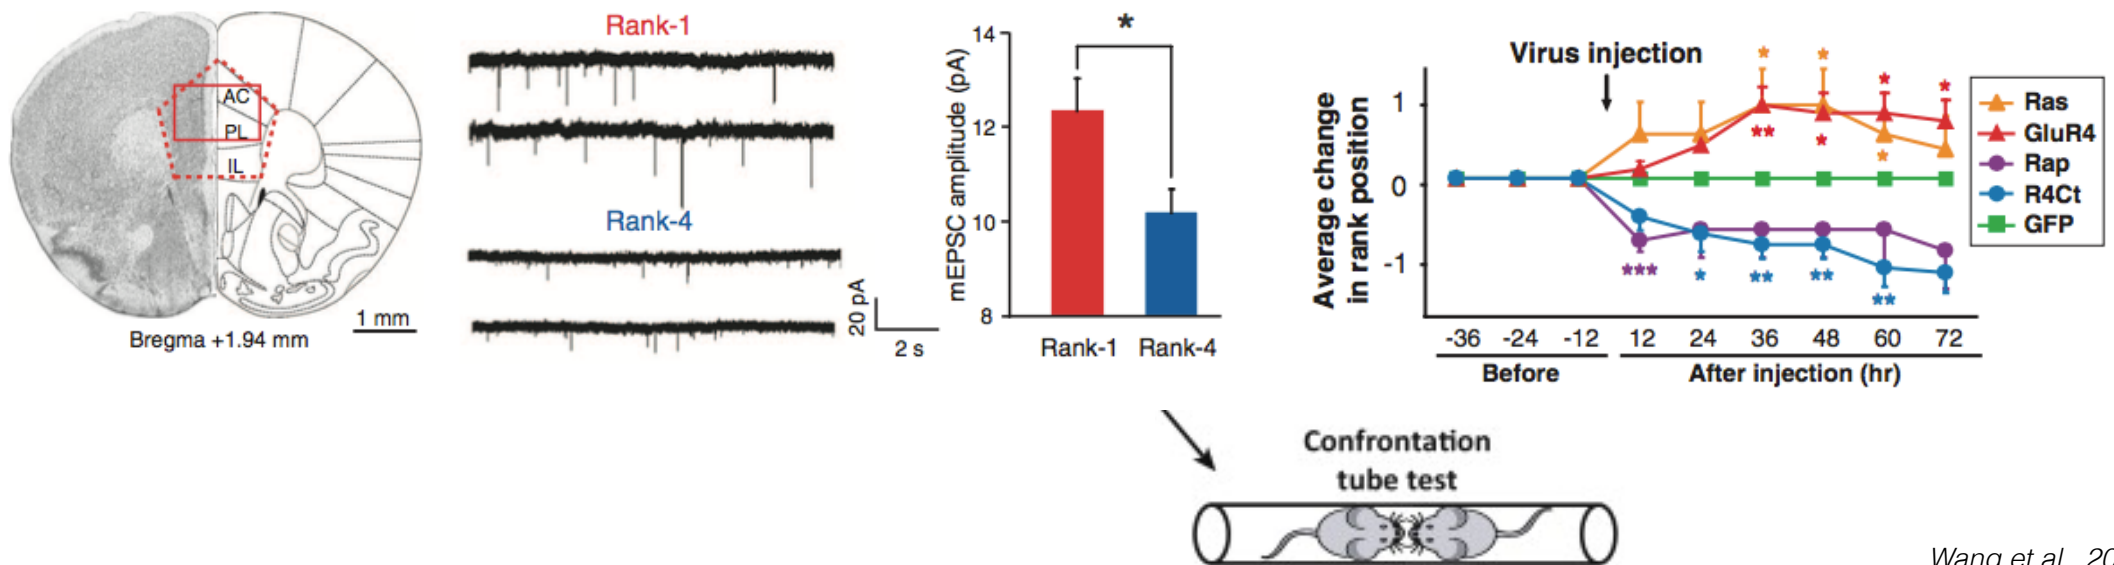 AC
PL
IL
Bregma +1.94 mm
1 mm
Rank-1
Rank-4
20 pA
2 s
*
mEPSC amplitude (pA)
14
12
10
8
Rank-1 Rank-4
Virus injection
Average change
in rank position
1
0
-1
* * * *
** * *
*** * ** ** **
-36 -24 -12 12 24 36 48 60 72
Before After injection (hr)
Ras
GluR4
Rap
R4Ct
GFP
Confrontation
tube test
Wang et al., 20